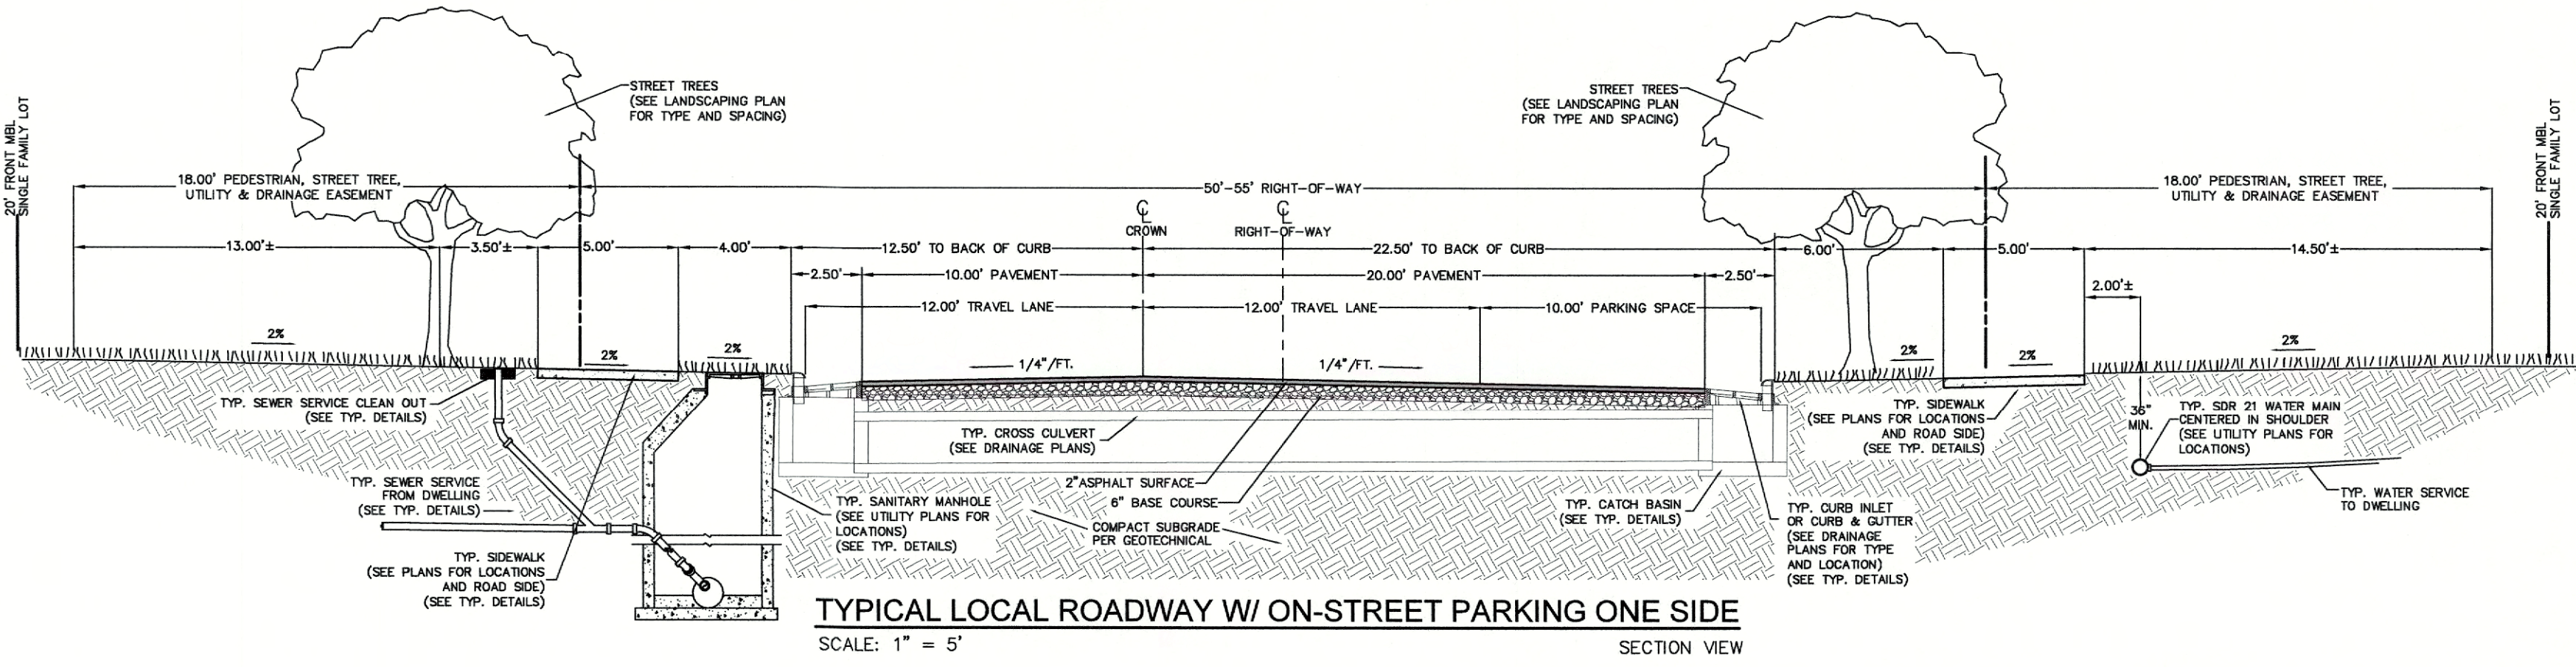 20' FRONT MBL
SINGLE FAMILY LOT
STREET TREES
(SEE LANDSCAPING PLAN
FOR TYPE AND SPACING)
STREET TREES
(SEE LANDSCAPING PLAN
FOR TYPE AND SPACING)
20' FRONT MBL
SINGLE FAMILY LOT
18.00' PEDESTRIAN, STREET TREE,
UTILITY & DRAINAGE EASEMENT
50'-55' RIGHT-OF-WAY
18.00' PEDESTRIAN, STREET TREE,
UTILITY & DRAINAGE EASEMENT
CL
CROWN
CL
RIGHT-OF-WAY
13.00'±
3.50'±
5.00'
4.00'
12.50' TO BACK OF CURB
22.50' TO BACK OF CURB
6.00'
5.00'
14.50'±
2.50'
10.00' PAVEMENT
20.00' PAVEMENT
2.50'
2.00'±
12.00' TRAVEL LANE
12.00' TRAVEL LANE
10.00' PARKING SPACE
2%
2%
2%
1/4"/FT.
1/4"/FT.
2%
2%
2%
TYP. SEWER SERVICE CLEAN OUT
(SEE TYP. DETAILS)
TYP. CROSS CULVERT
(SEE DRAINAGE PLANS)
TYP. SIDEWALK
(SEE PLANS FOR LOCATIONS
AND ROAD SIDE)
(SEE TYP. DETAILS)
36"
MIN.
TYP. SDR 21 WATER MAIN
CENTERED IN SHOULDER
(SEE UTILITY PLANS FOR
LOCATIONS)
TYP. SEWER SERVICE
FROM DWELLING
(SEE TYP. DETAILS)
TYP. SANITARY MANHOLE
(SEE UTILITY PLANS FOR
LOCATIONS)
(SEE TYP. DETAILS)
2"ASPHALT SURFACE
6" BASE COURSE
COMPACT SUBGRADE
PER GEOTECHNICAL
TYP. CATCH BASIN
(SEE TYP. DETAILS)
TYP. CURB INLET
OR CURB & GUTTER
(SEE DRAINAGE
PLANS FOR TYPE
AND LOCATION)
(SEE TYP. DETAILS)
TYP. WATER SERVICE
TO DWELLING
TYP. SIDEWALK
(SEE PLANS FOR LOCATIONS
AND ROAD SIDE)
(SEE TYP. DETAILS)
TYPICAL LOCAL ROADWAY W/ ON-STREET PARKING ONE SIDE
SCALE: 1" = 5'
SECTION VIEW